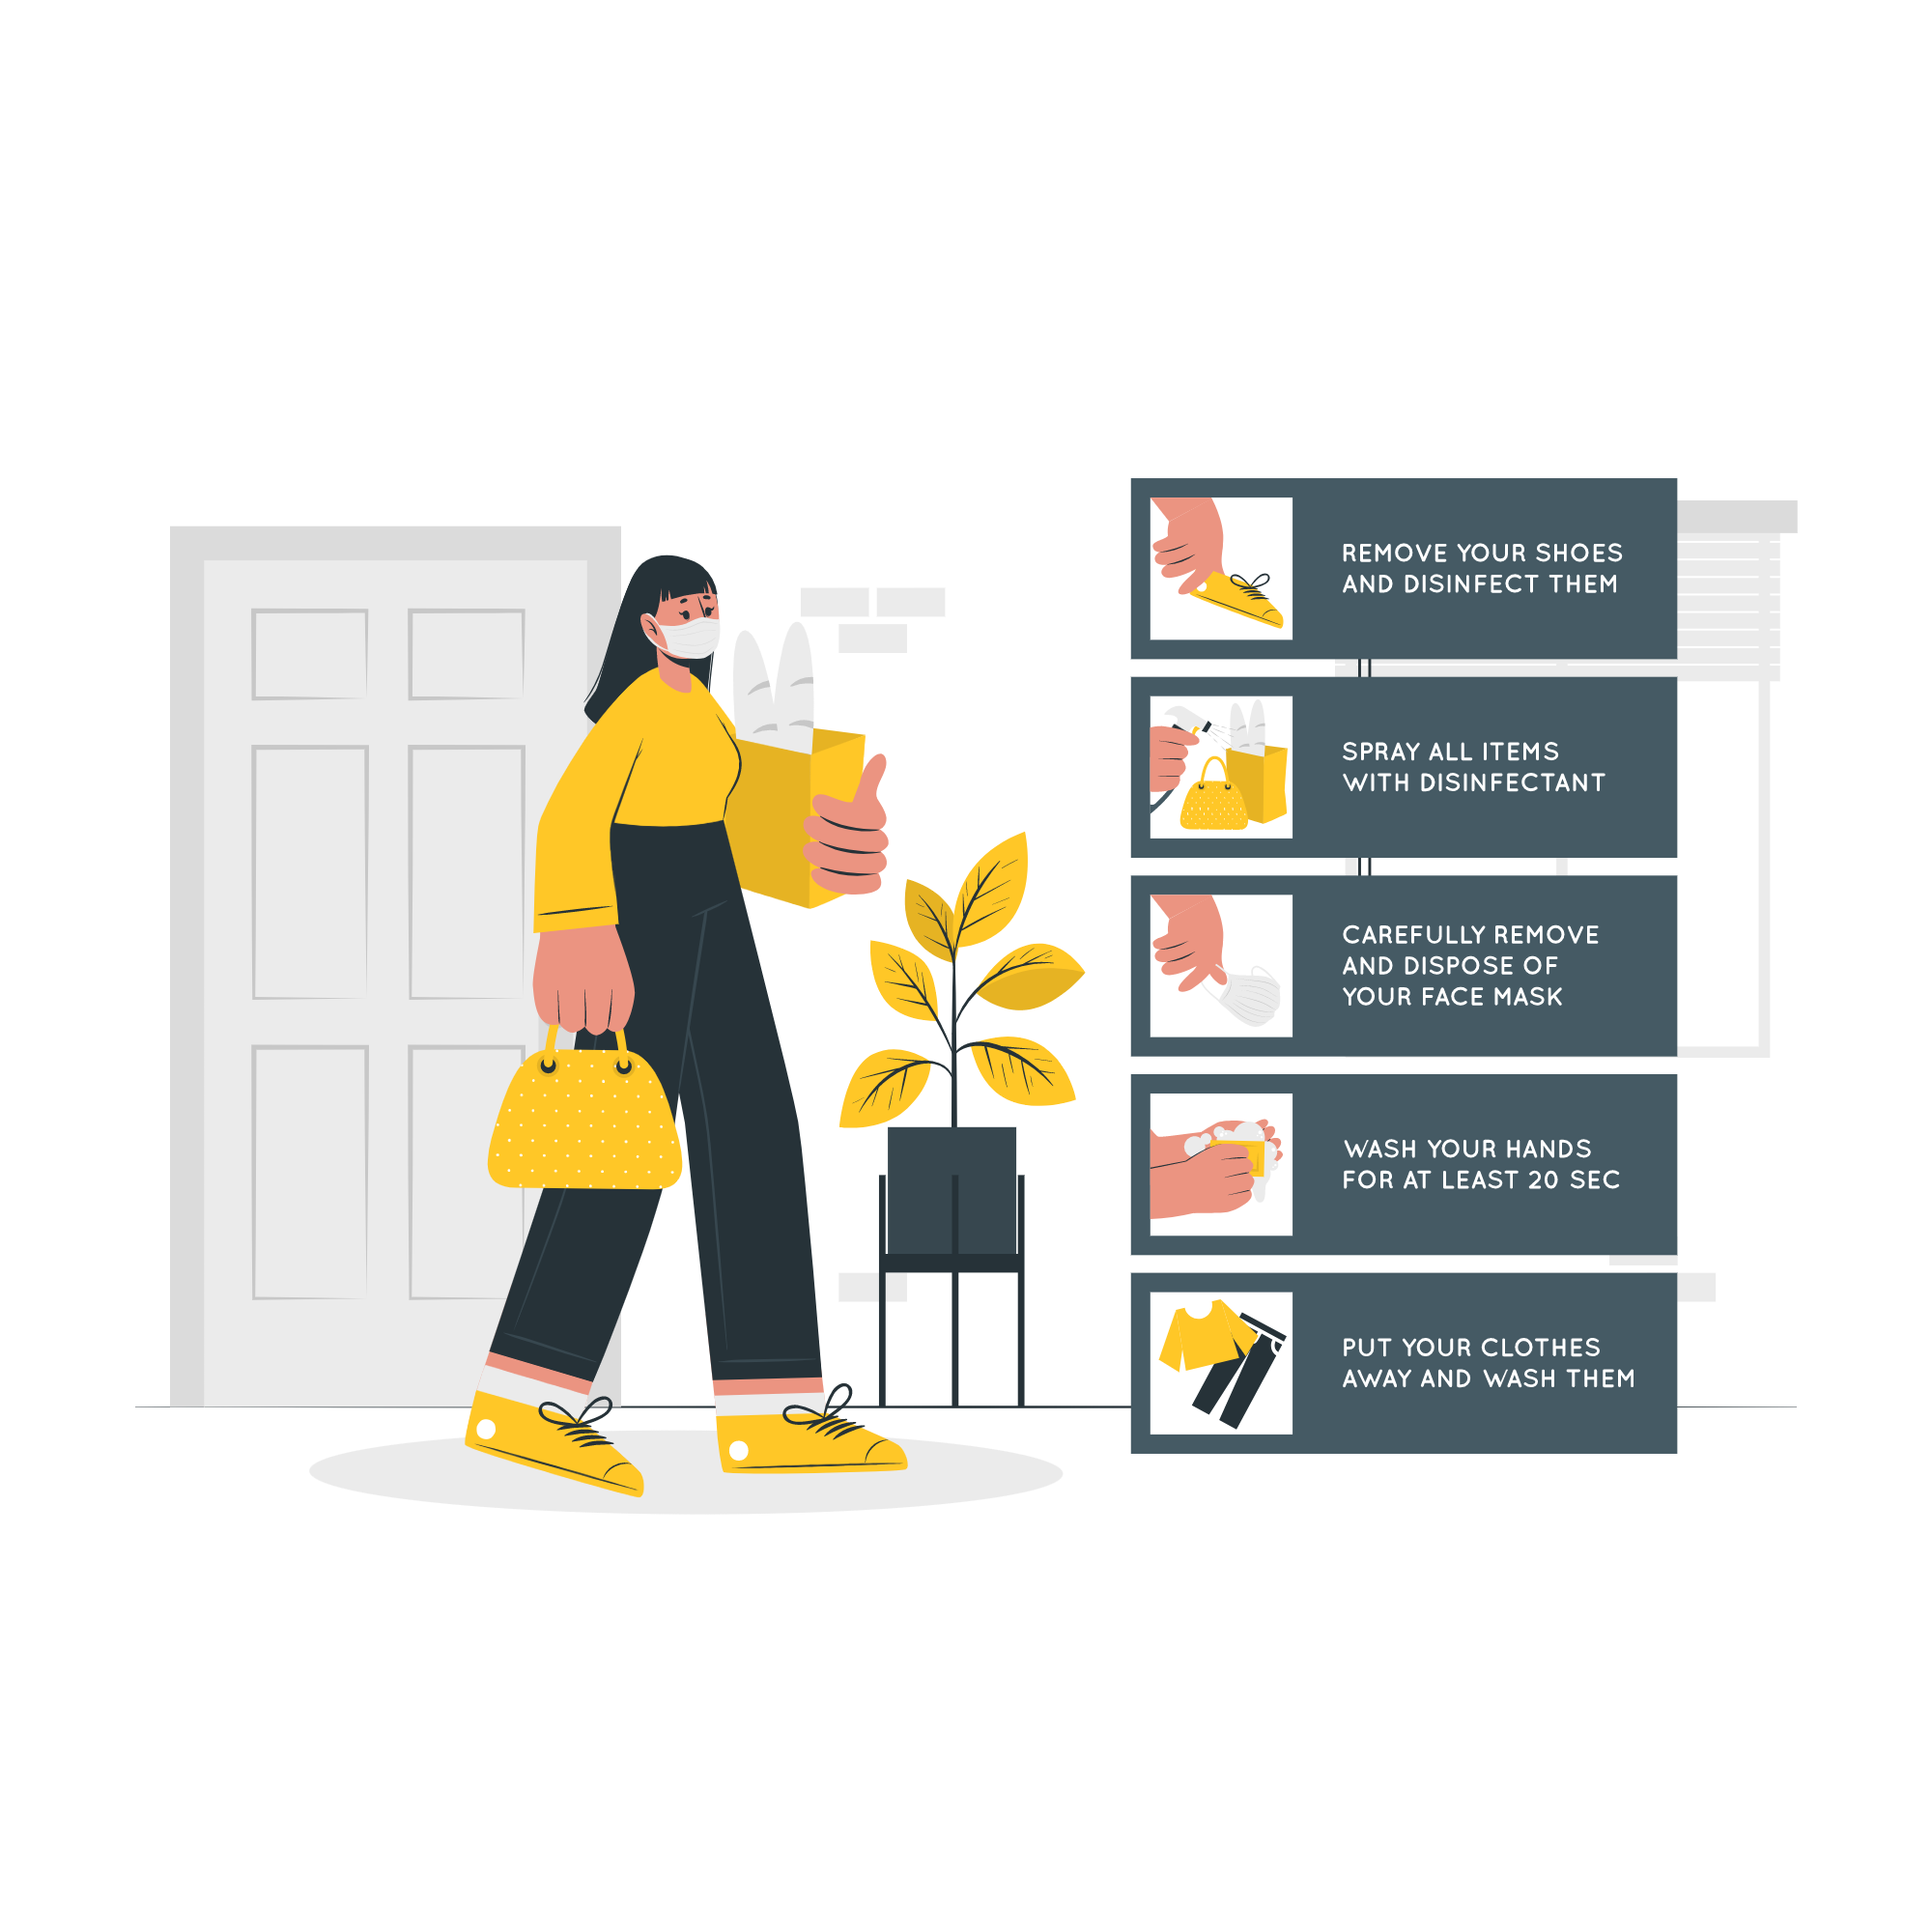 REMOVE YOUR SHOES
AND DISINFECT THEM
SPRAY ALL ITEMS
WITH DISINFECTANT
CAREFULLY REMOVE
AND DISPOSE OF
YOUR FACE MASK
WASH YOUR HANDS
FOR AT LEAST 20 SEC
PUT YOUR CLOTHES
AWAY AND WASH THEM